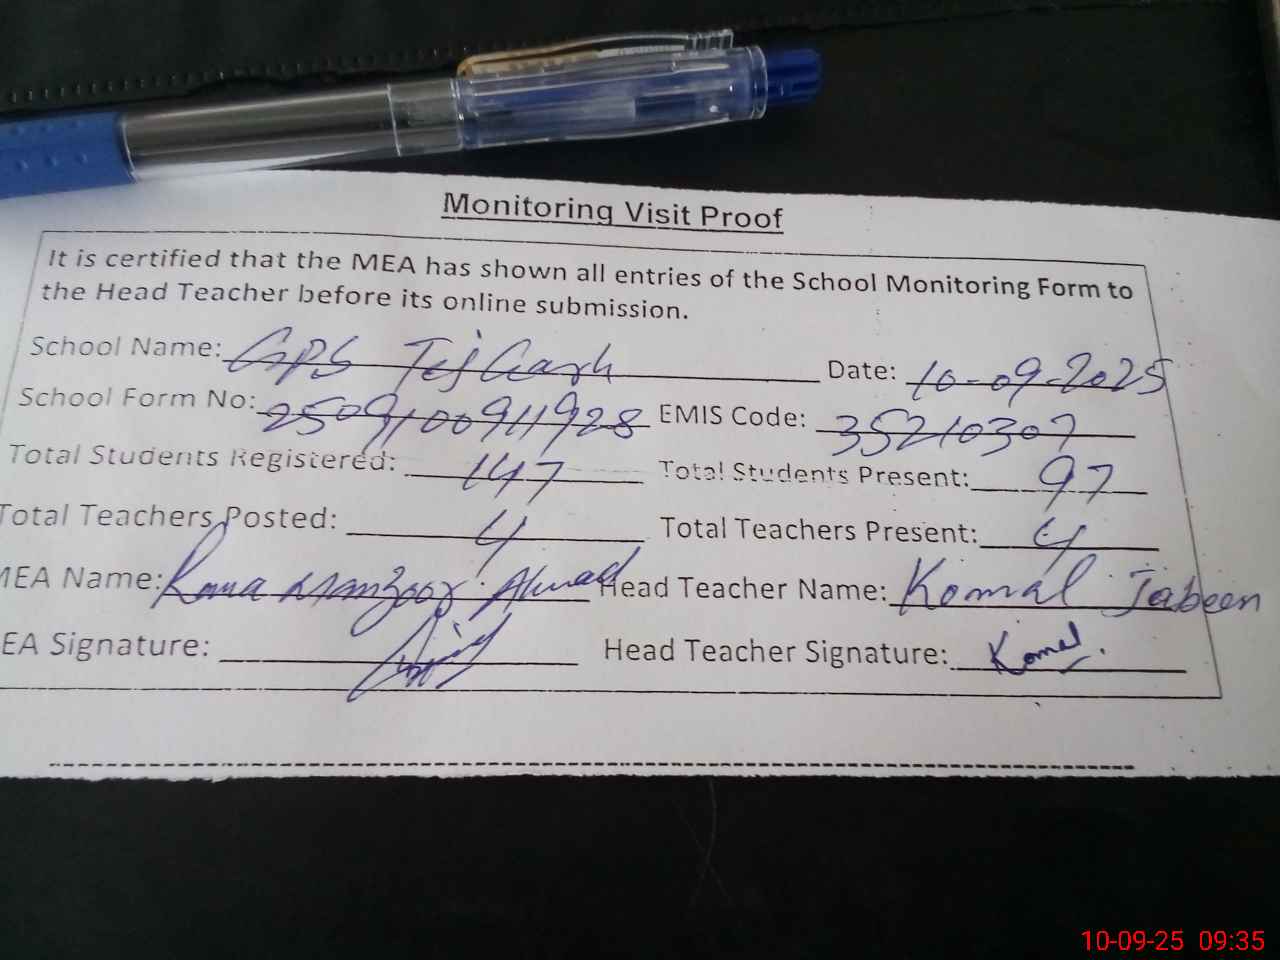 Monitoring Visit Proof
It is certified that the MEA has shown all entries of the School Monitoring Form to
the Head Teacher before its online submission.
School Name: GPS Tej Garh Date: 10-09-2025
School Form No: 250910091928 EMIS Code: 35210307
Total Students Registered: 147 Total Students Present: 97
Total Teachers Posted: 4 Total Teachers Present: 4
MEA Name: Rana Manzoor Ahmad Head Teacher Name: Komal Jabeen
EA Signature: Head Teacher Signature: Komal.
10-09-25 09:35